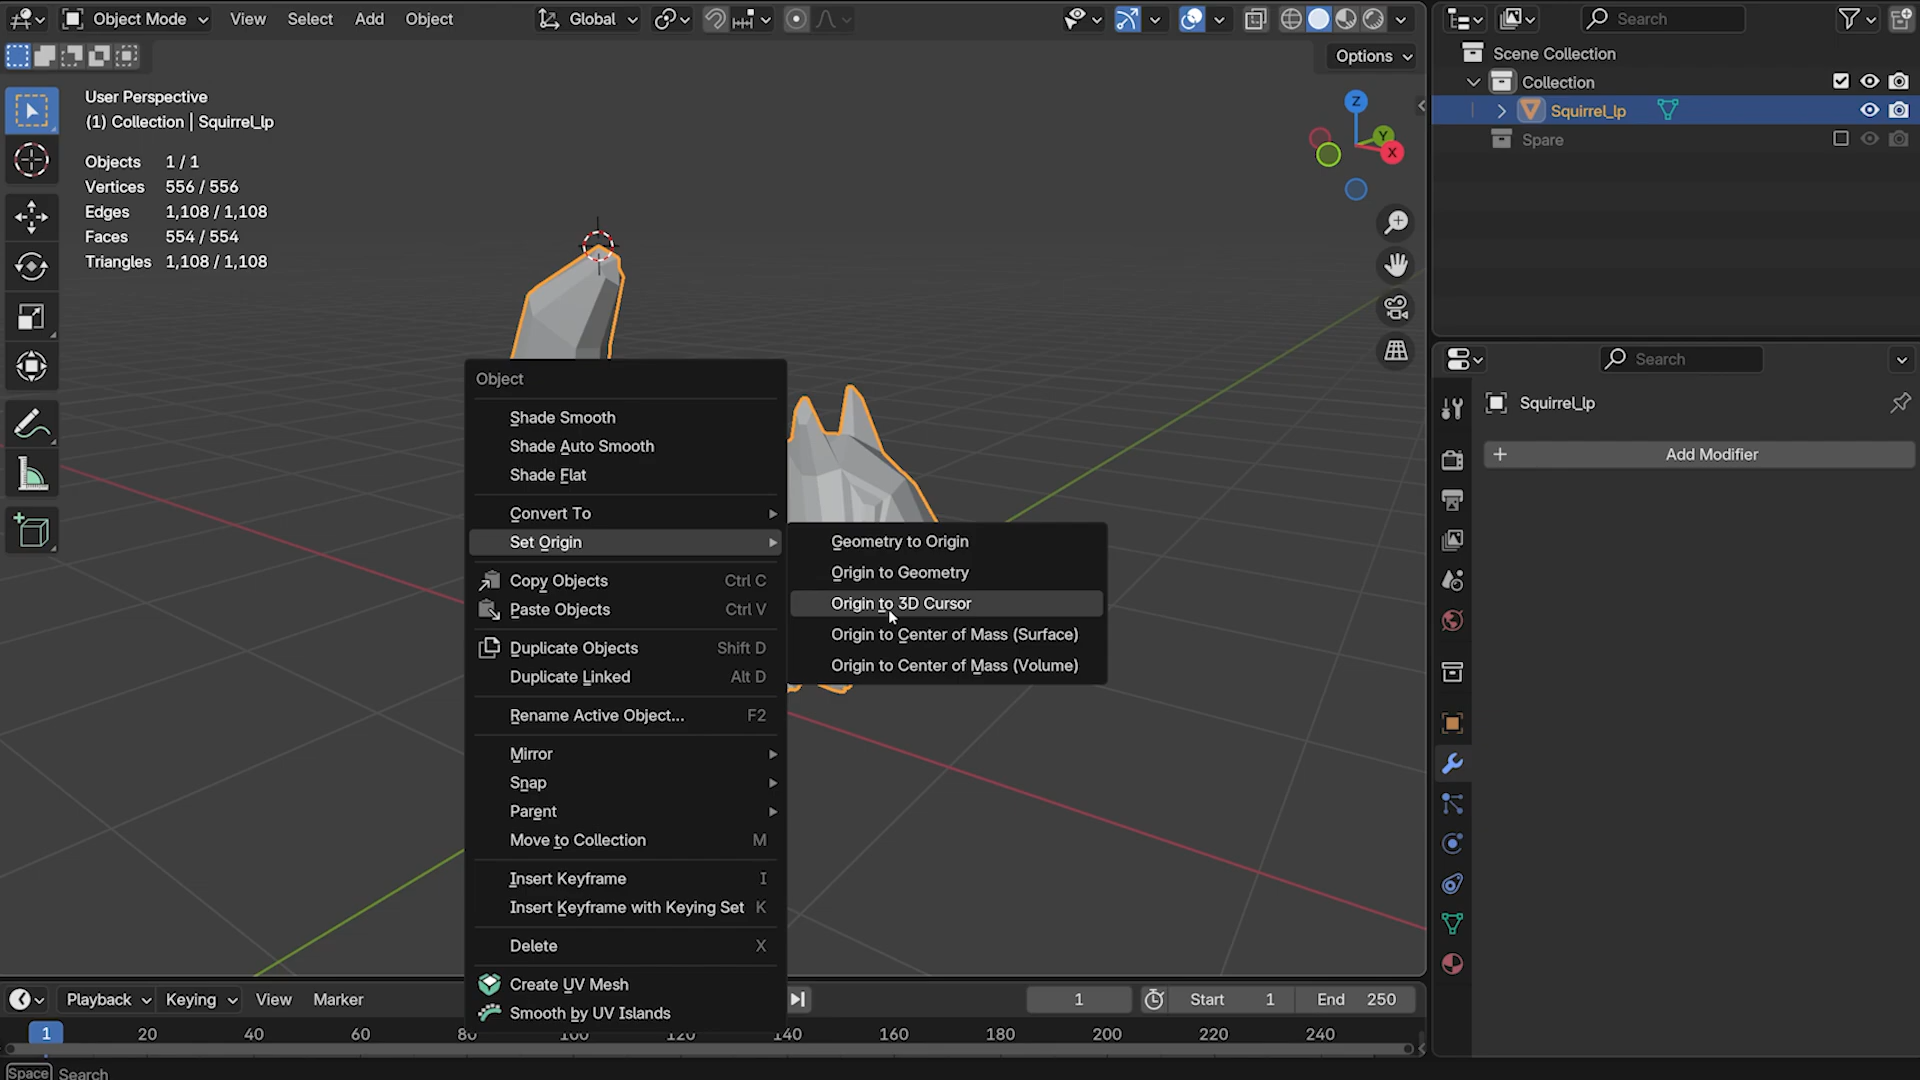 Object Mode View Select Add Object Global Search
Options
User Perspective
(1) Collection | Squirrel_lp
Objects 1 / 1
Vertices 556 / 556
Edges 1,108 / 1,108
Faces 554 / 554
Triangles 1,108 / 1,108
Z
Y
X
Scene Collection
Collection
Squirrel_lp
Spare
Search
Squirrel_lp
Add Modifier
Object
Shade Smooth
Shade Auto Smooth
Shade Flat
Convert To
Set Origin
Copy Objects Ctrl C
Paste Objects Ctrl V
Duplicate Objects Shift D
Duplicate Linked Alt D
Rename Active Object... F2
Mirror
Snap
Parent
Move to Collection M
Insert Keyframe I
Insert Keyframe with Keying Set K
Delete X
Create UV Mesh
Smooth by UV Islands
Geometry to Origin
Origin to Geometry
Origin to 3D Cursor
Origin to Center of Mass (Surface)
Origin to Center of Mass (Volume)
Playback Keying View Marker 1 Start 1 End 250
1 20 40 60 80 100 120 140 160 180 200 220 240
Space Search